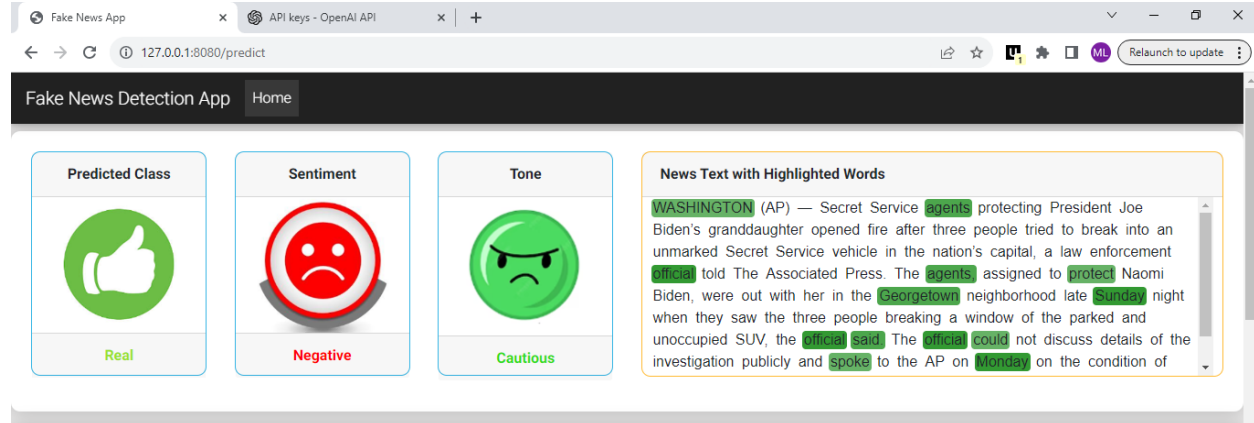 Fake News App
API keys - OpenAI API
127.0.0.1:8080/predict
1
ML
Relaunch to update
Fake News Detection App
Home
Predicted Class
Real
Sentiment
Negative
Tone
Cautious
News Text with Highlighted Words
WASHINGTON (AP) — Secret Service agents protecting President Joe
Biden's granddaughter opened fire after three people tried to break into an
unmarked Secret Service vehicle in the nation's capital, a law enforcement
official told The Associated Press. The agents, assigned to protect Naomi
Biden, were out with her in the Georgetown neighborhood late Sunday night
when they saw the three people breaking a window of the parked and
unoccupied SUV, the official said. The official could not discuss details of the
investigation publicly and spoke to the AP on Monday on the condition of